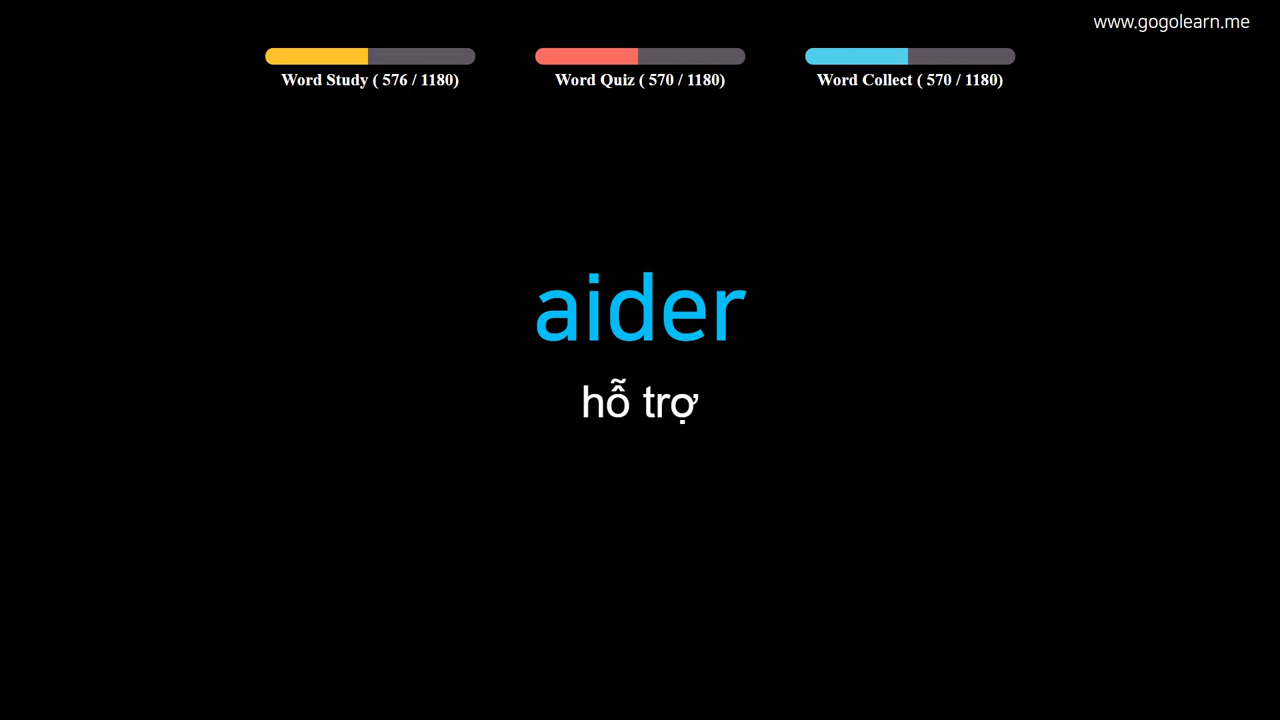 www.gogolearn.me
Word Study ( 576 / 1180)
Word Quiz ( 570 / 1180)
Word Collect ( 570 / 1180)
aider
hỗ trợ